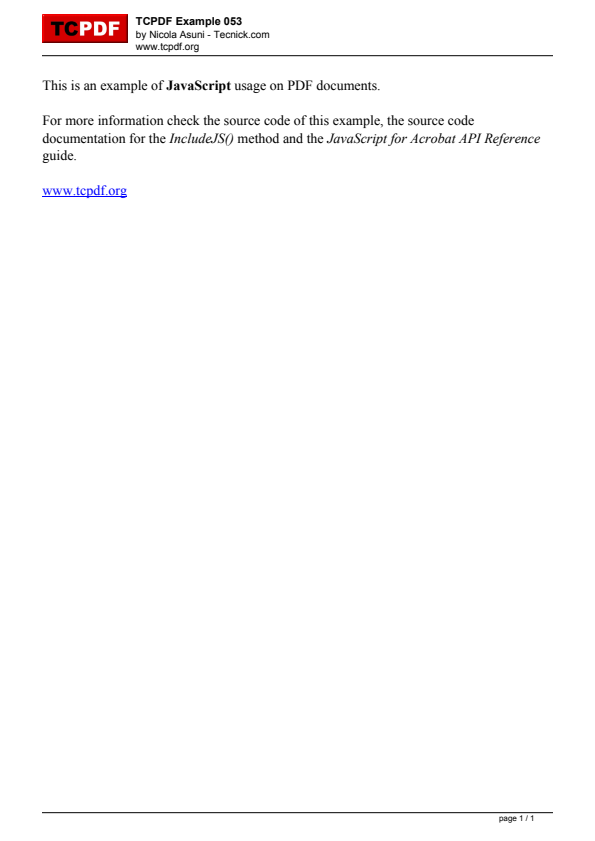 TCPDF
TCPDF Example 053
by Nicola Asuni - Tecnick.com
www.tcpdf.org
This is an example of JavaScript usage on PDF documents.
For more information check the source code of this example, the source code
documentation for the IncludeJS() method and the JavaScript for Acrobat API Reference
guide.
www.tcpdf.org
page 1 / 1